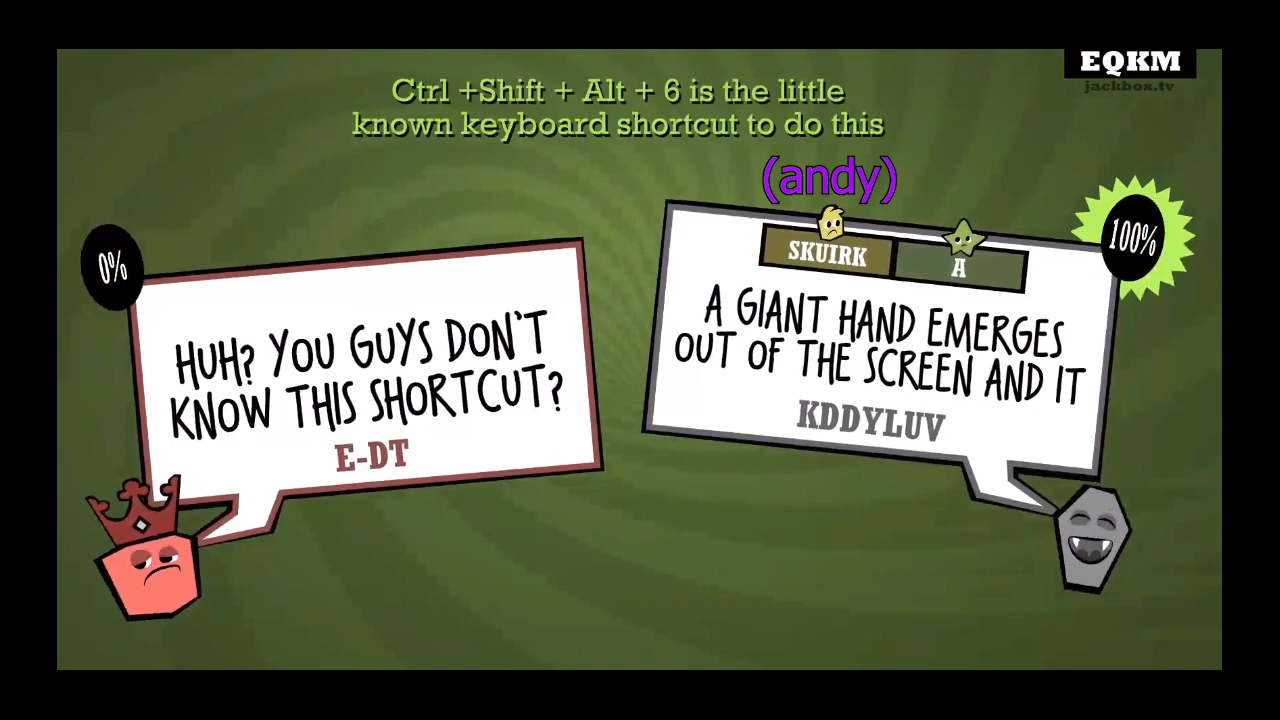 EQKM
jackbox.tv
Ctrl +Shift + Alt + 6 is the little
known keyboard shortcut to do this
(andy)
0%
HUH? YOU GUYS DON'T
KNOW THIS SHORTCUT?
E-DT
SKUIRK
A
100%
A GIANT HAND EMERGES
OUT OF THE SCREEN AND IT
KDDYLUV